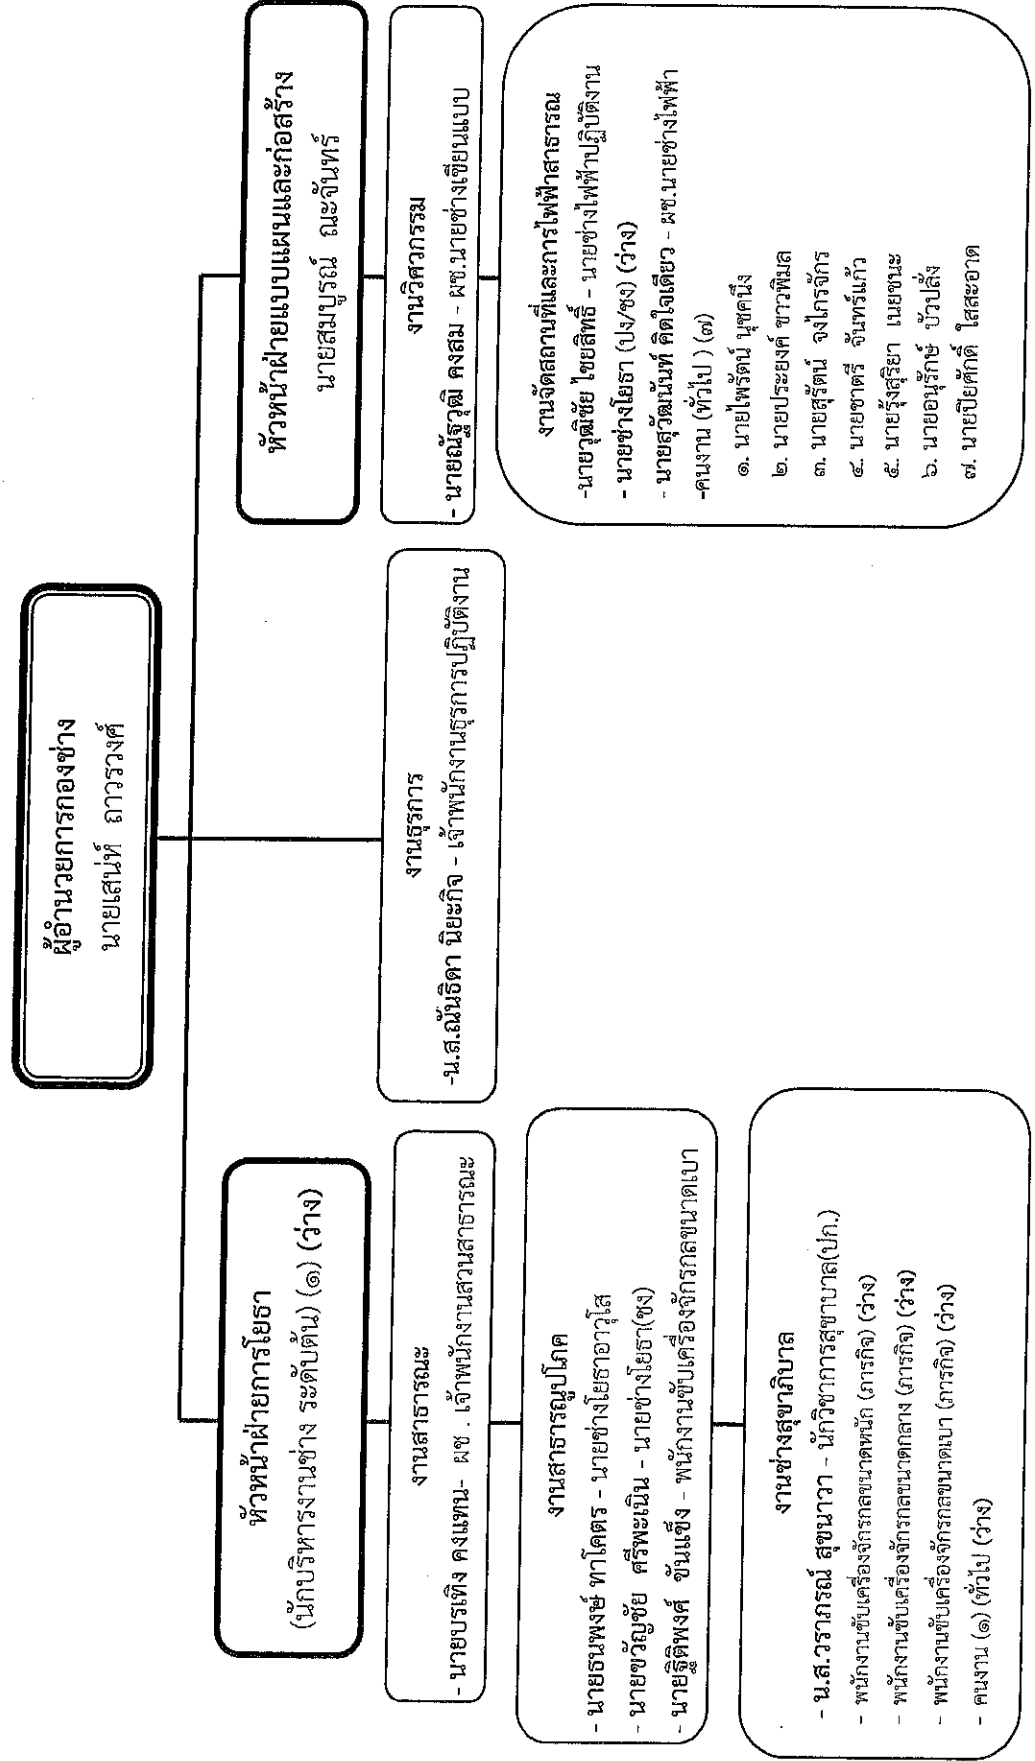 ผู้อำนวยการกองช่าง
นายเสน่ห์ ถาวรวงศ์
หัวหน้าฝ่ายการโยธา
(นักบริหารงานช่าง ระดับต้น) (๑) (ว่าง)
งานสาธารณะ
- นายบรเทิง คงแทน- ผช . เจ้าพนักงานสวนสาธารณะ
งานสาธารณูปโภค
- นายธนพงษ์ ทาโคตร - นายช่างโยธาอาวุโส
- นายขวัญชัย ศรีพะเนิน - นายช่างโยธา(ชง)
- นายฐิติพงศ์ ขันแข็ง - พนักงานขับเครื่องจักรกลขนาดเบา
งานช่างสุขาภิบาล
- น.ส.วราภรณ์ สุขนาวา - นักวิชาการสุขาบาล(ปก.)
- พนักงานขับเครื่องจักรกลขนาดหนัก (ภารกิจ) (ว่าง)
- พนักงานขับเครื่องจักรกลขนาดกลาง (ภารกิจ) (ว่าง)
- พนักงานขับเครื่องจักรกลขนาดเบา (ภารกิจ) (ว่าง)
- คนงาน (๑) (ทั่วไป (ว่าง)
งานธุรการ
-น.ส.ณันธิดา นิยะกิจ - เจ้าพนักงานธุรการปฏิบัติงาน
หัวหน้าฝ่ายแบบแผนและก่อสร้าง
นายสมบูรณ์ ณะจันทร์
งานวิศวกรรม
- นายณัฐวุฒิ คงสม - ผช.นายช่างเขียนแบบ
งานจัดสถานที่และการไฟฟ้าสาธารณ
-นายวุฒิชัย ไชยสิทธิ์ - นายช่างไฟฟ้าปฏิบัติงาน
- นายช่างโยธา (ปง/ชง) (ว่าง)
- นายสุวัฒนันท์ คิดใจเดียว - ผช.นายช่างไฟฟ้า
-คนงาน (ทั่วไป ) (๗)
๑. นายไพรัตน์ นุชคนึง
๒. นายประยงค์ ขาวพิมล
๓. นายสุรัตน์ จงไกรจักร
๔. นายชาตรี จันทร์แก้ว
๕. นายรุ้งสุริยา เนยชนะ
๖. นายอนุรักษ์ บัวปลั่ง
๗. นายปิยศักดิ์ ใสสะอาด